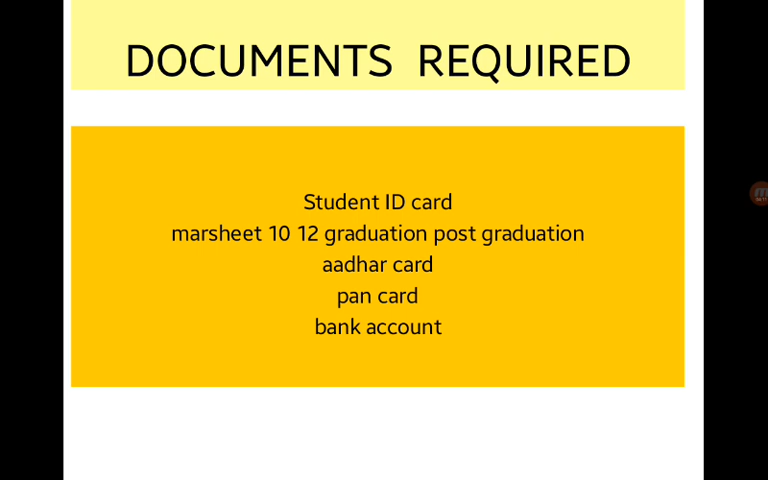 DOCUMENTS REQUIRED
Student ID card
marsheet 10 12 graduation post graduation
aadhar card
pan card
bank account